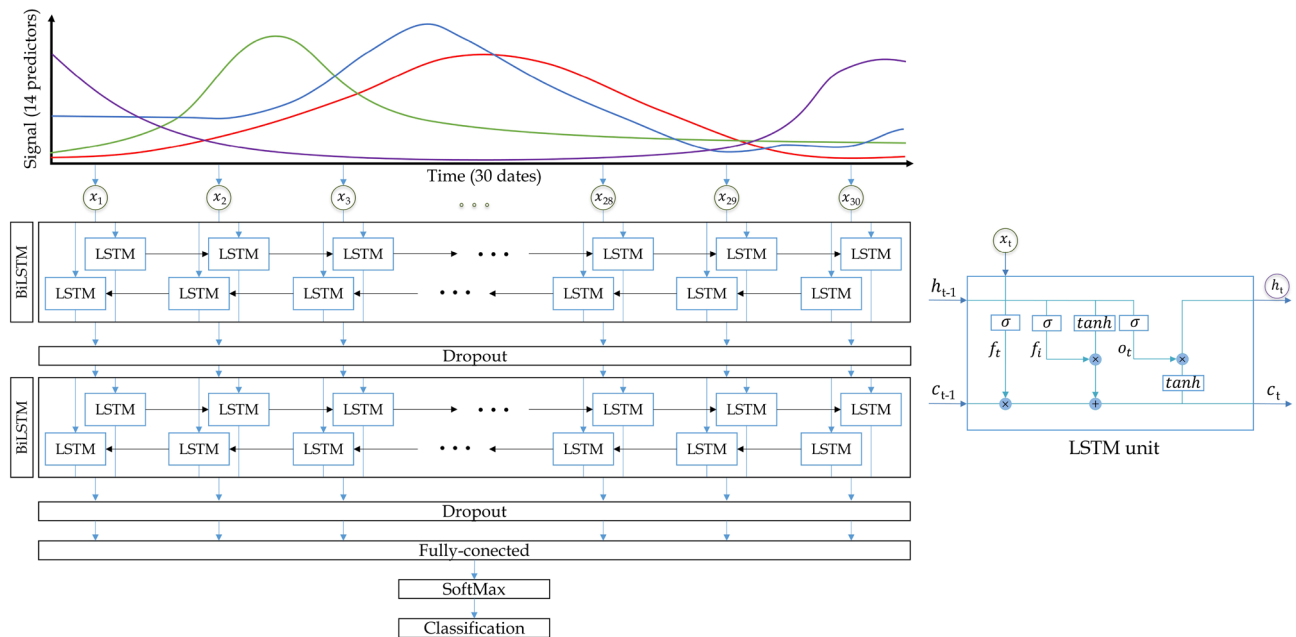 Signal (14 predictors)
Time (30 dates)
x1 x2 x3 ∘ ∘ ∘ x28 x29 x30
BiLSTM
LSTM LSTM LSTM • • • LSTM LSTM LSTM
LSTM LSTM LSTM • • • LSTM LSTM LSTM
Dropout
BiLSTM
LSTM LSTM LSTM • • • LSTM LSTM LSTM
LSTM LSTM LSTM • • • LSTM LSTM LSTM
Dropout
Fully-conected
SoftMax
Classification
xt
ht-1 ht
σ σ tanh σ
ft fi × ot ×
tanh
ct-1 × + ct
LSTM unit